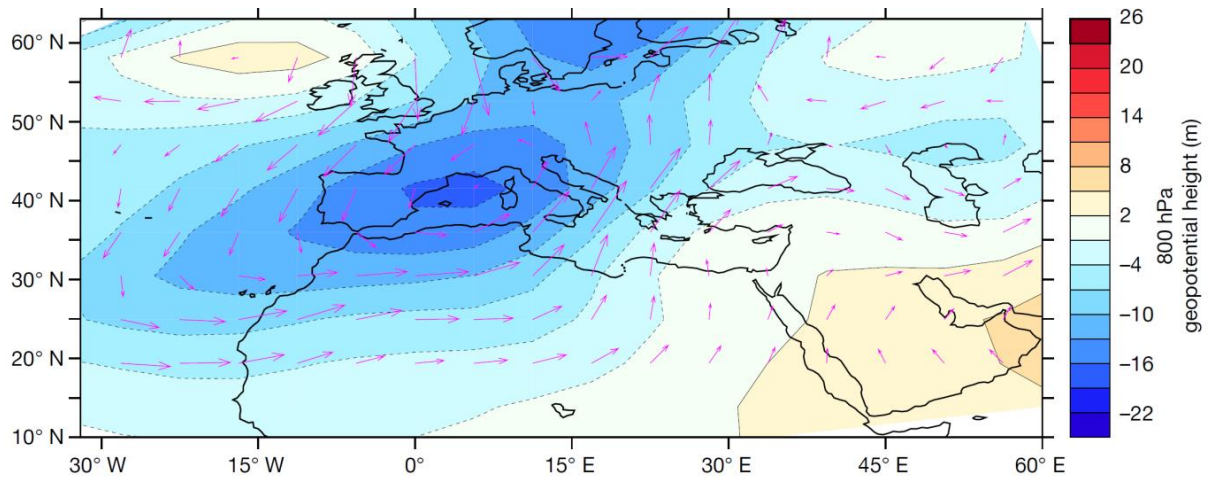 60° N
50° N
40° N
30° N
20° N
10° N
30° W
15° W
0°
15° E
30° E
45° E
60° E
26
20
14
8
2
−4
−10
−16
−22
800 hPa
geopotential height (m)